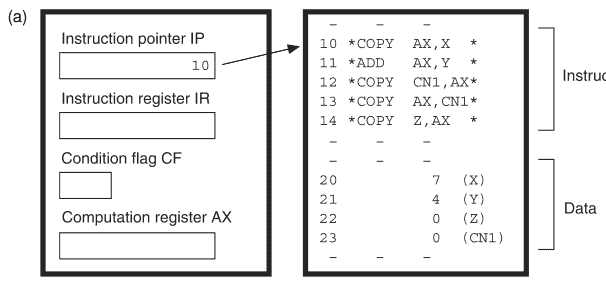 (a)
Instruction pointer IP
10
Instruction register IR
Condition flag CF
Computation register AX
– – –
10 *COPY AX,X *
11 *ADD AX,Y *
12 *COPY CN1,AX*
13 *COPY AX,CN1*
14 *COPY Z,AX *
– – –
– – –
20 7 (X)
21 4 (Y)
22 0 (Z)
23 0 (CN1)
– – –
Instruc
Data